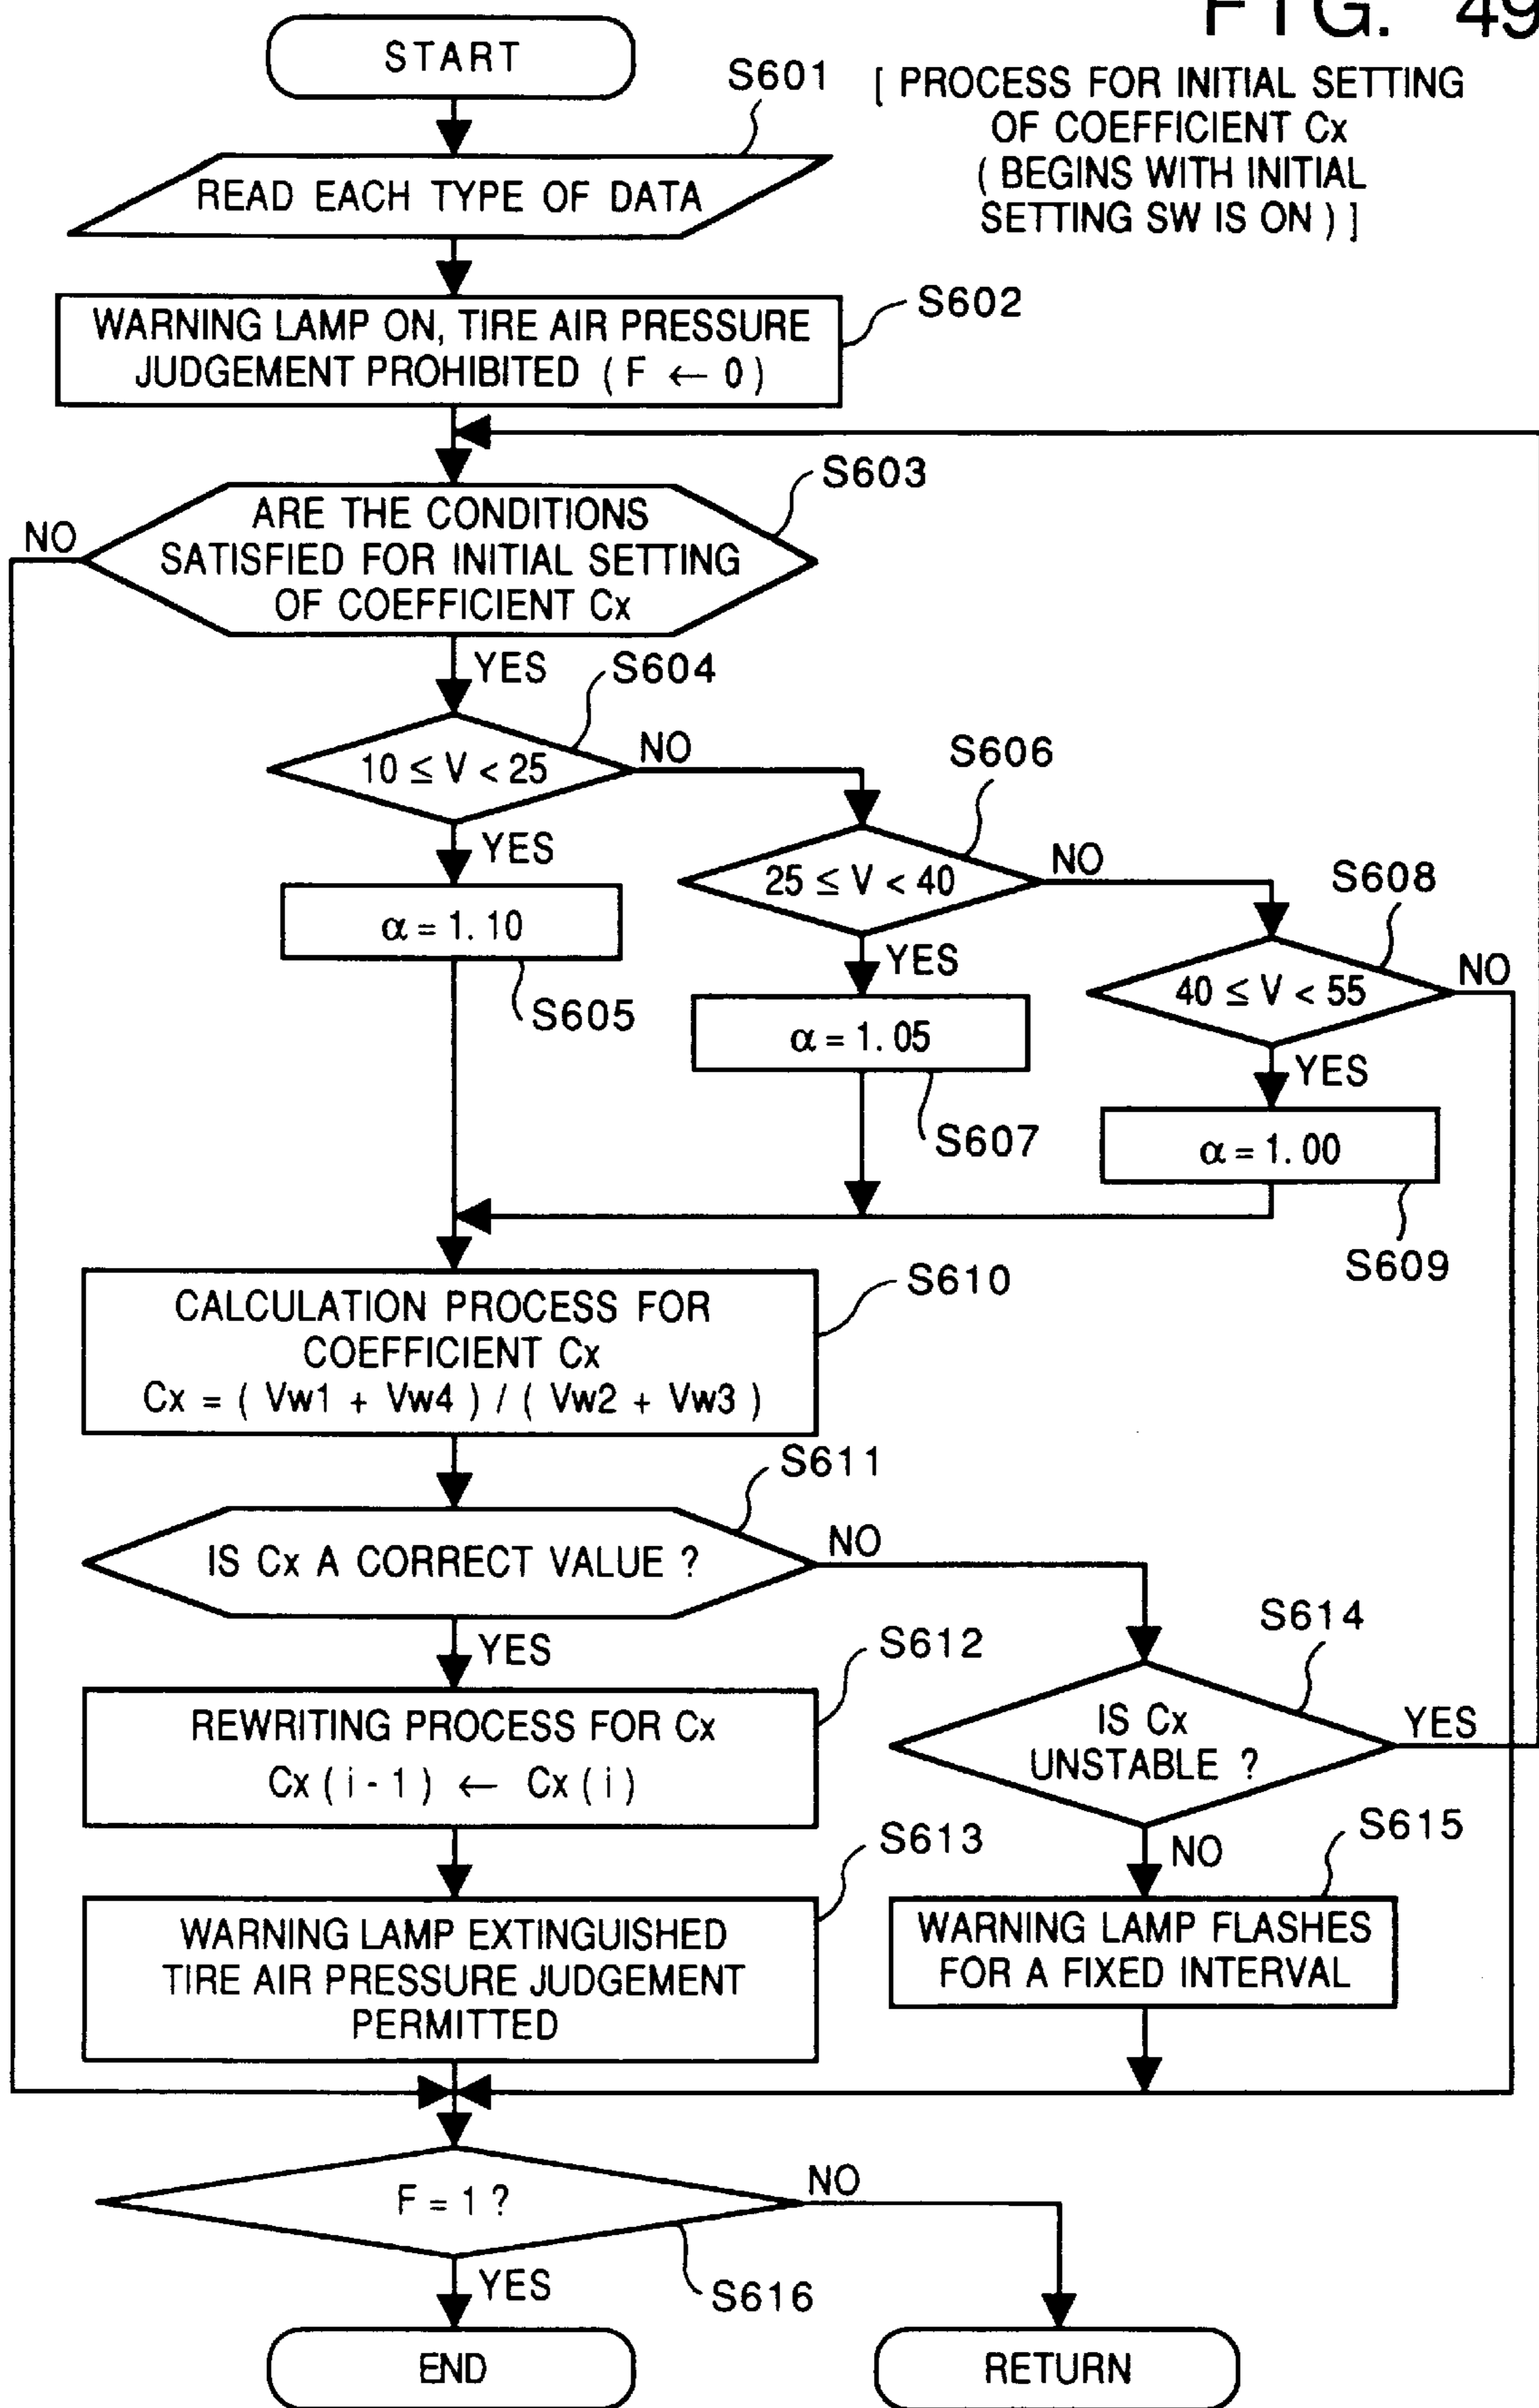 FIG. 49
START
S601
[ PROCESS FOR INITIAL SETTING
OF COEFFICIENT Cx
( BEGINS WITH INITIAL
SETTING SW IS ON ) ]
READ EACH TYPE OF DATA
S602
WARNING LAMP ON, TIRE AIR PRESSURE
JUDGEMENT PROHIBITED ( F ← 0 )
S603
NO
ARE THE CONDITIONS
SATISFIED FOR INITIAL SETTING
OF COEFFICIENT Cx
YES
S604
10 ≤ V < 25
NO
S606
YES
25 ≤ V < 40
NO
S608
α = 1. 10
S605
YES
40 ≤ V < 55
NO
α = 1. 05
S607
YES
α = 1. 00
S609
S610
CALCULATION PROCESS FOR
COEFFICIENT Cx
Cx = ( Vw1 + Vw4 ) / ( Vw2 + Vw3 )
S611
IS Cx A CORRECT VALUE ?
NO
YES
S612
S614
REWRITING PROCESS FOR Cx
Cx ( i - 1 ) ← Cx ( i )
IS Cx
UNSTABLE ?
YES
S613
NO
S615
WARNING LAMP EXTINGUISHED
TIRE AIR PRESSURE JUDGEMENT
PERMITTED
WARNING LAMP FLASHES
FOR A FIXED INTERVAL
F = 1 ?
NO
YES
S616
END
RETURN